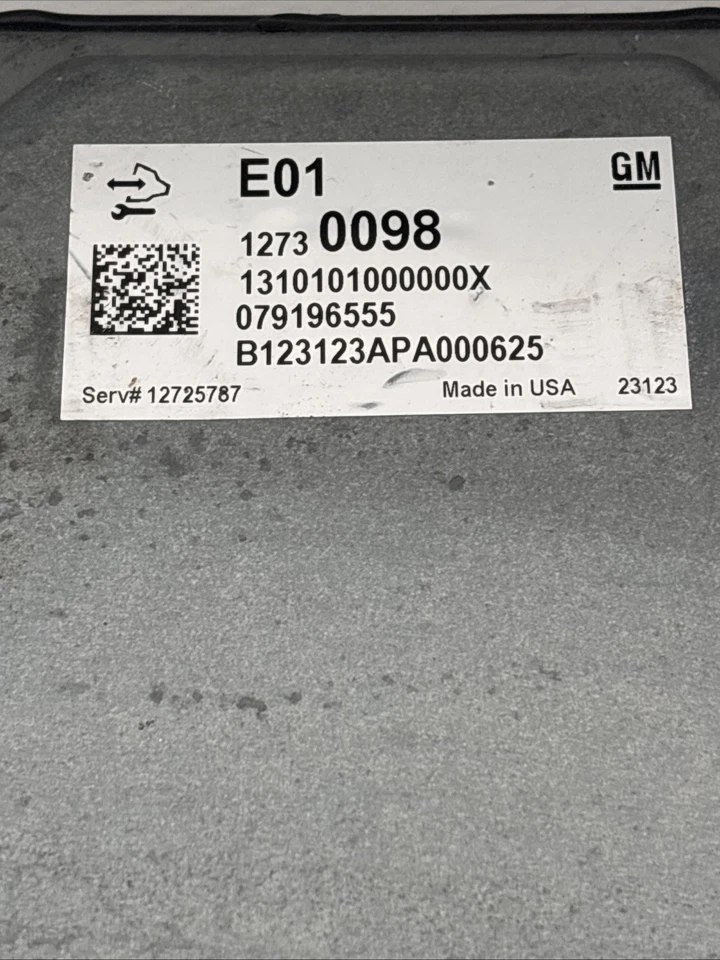 E01
GM
1273 0098
1310101000000X
079196555
B123123APA000625
Serv# 12725787
Made in USA
23123